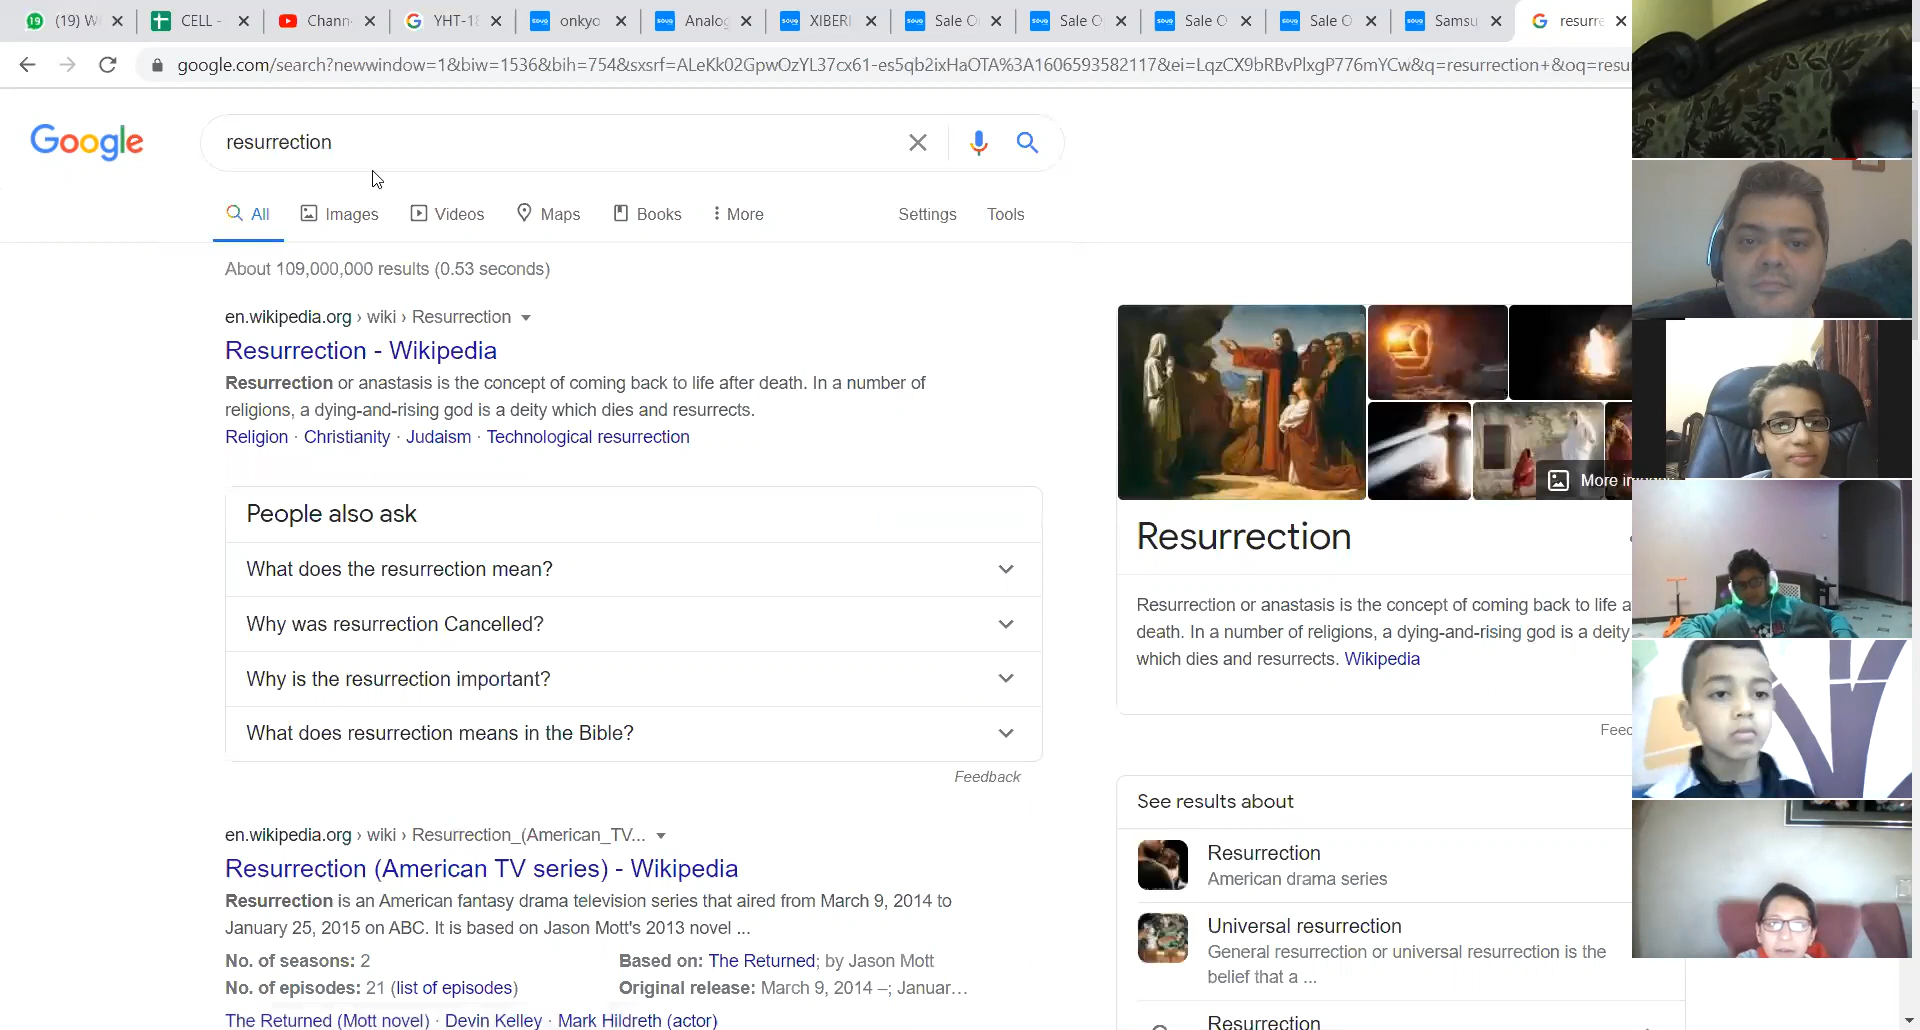 (19) W
CELL -
Chann
YHT-18
onkyo
Analog
XIBERI
Sale O
Sale O
Sale O
Sale O
Samsu
resurre
google.com/search?newwindow=1&biw=1536&bih=754&sxsrf=ALeKk02GpwOzYL37cx61-es5qb2ixHaOTA%3A1606593582117&ei=LqzCX9bRBvPlxgP776mYCw&q=resurrection+&oq=resu
Google
resurrection
All
Images
Videos
Maps
Books
More
Settings
Tools
About 109,000,000 results (0.53 seconds)
en.wikipedia.org › wiki › Resurrection
Resurrection - Wikipedia
Resurrection or anastasis is the concept of coming back to life after death. In a number of
religions, a dying-and-rising god is a deity which dies and resurrects.
Religion · Christianity · Judaism · Technological resurrection
People also ask
What does the resurrection mean?
Why was resurrection Cancelled?
Why is the resurrection important?
What does resurrection means in the Bible?
Feedback
en.wikipedia.org › wiki › Resurrection_(American_TV...
Resurrection (American TV series) - Wikipedia
Resurrection is an American fantasy drama television series that aired from March 9, 2014 to
January 25, 2015 on ABC. It is based on Jason Mott's 2013 novel ...
No. of seasons: 2
Based on: The Returned; by Jason Mott
No. of episodes: 21 (list of episodes)
Original release: March 9, 2014 –; Januar...
The Returned (Mott novel) · Devin Kelley · Mark Hildreth (actor)
More
Resurrection
Resurrection or anastasis is the concept of coming back to life a
death. In a number of religions, a dying-and-rising god is a deity
which dies and resurrects. Wikipedia
Feed
See results about
Resurrection
American drama series
Universal resurrection
General resurrection or universal resurrection is the
belief that a ...
Resurrection